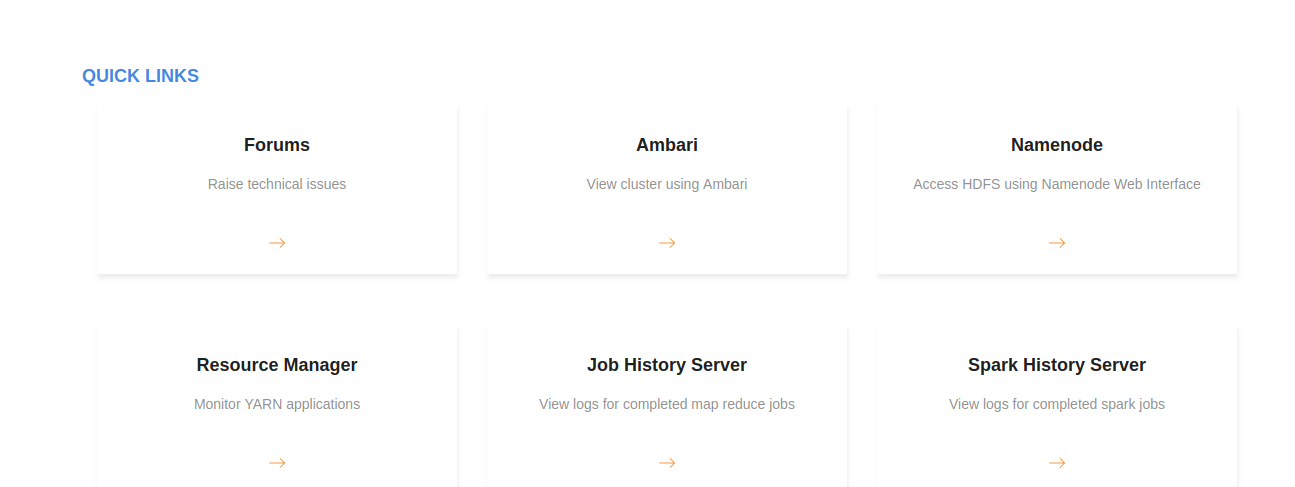 QUICK LINKS
Forums
Raise technical issues
Ambari
View cluster using Ambari
Namenode
Access HDFS using Namenode Web Interface
Resource Manager
Monitor YARN applications
Job History Server
View logs for completed map reduce jobs
Spark History Server
View logs for completed spark jobs